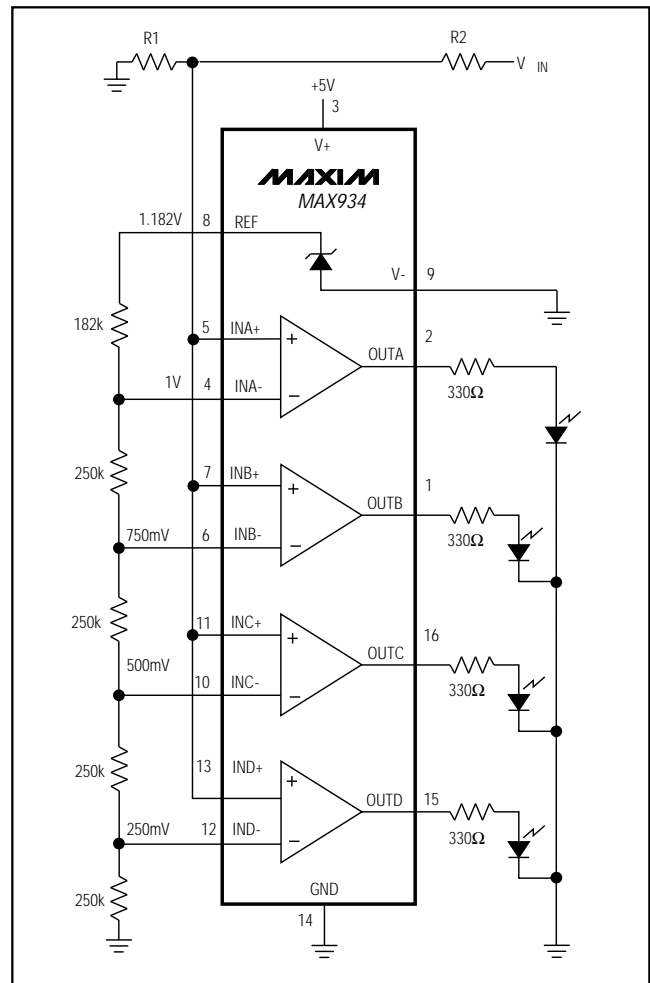 R1
R2
V IN
+5V
3
V+
MAXIM
MAX934
1.182V 8 REF
V- 9
182k
5 INA+
+
OUTA 2
1V 4 INA-
−
330Ω
250k
7 INB+
+
OUTB 1
750mV 6 INB-
−
330Ω
250k
11 INC+
+
OUTC 16
500mV
10 INC-
−
330Ω
250k
13 IND+
+
OUTD 15
250mV 12 IND-
−
330Ω
250k
GND
14